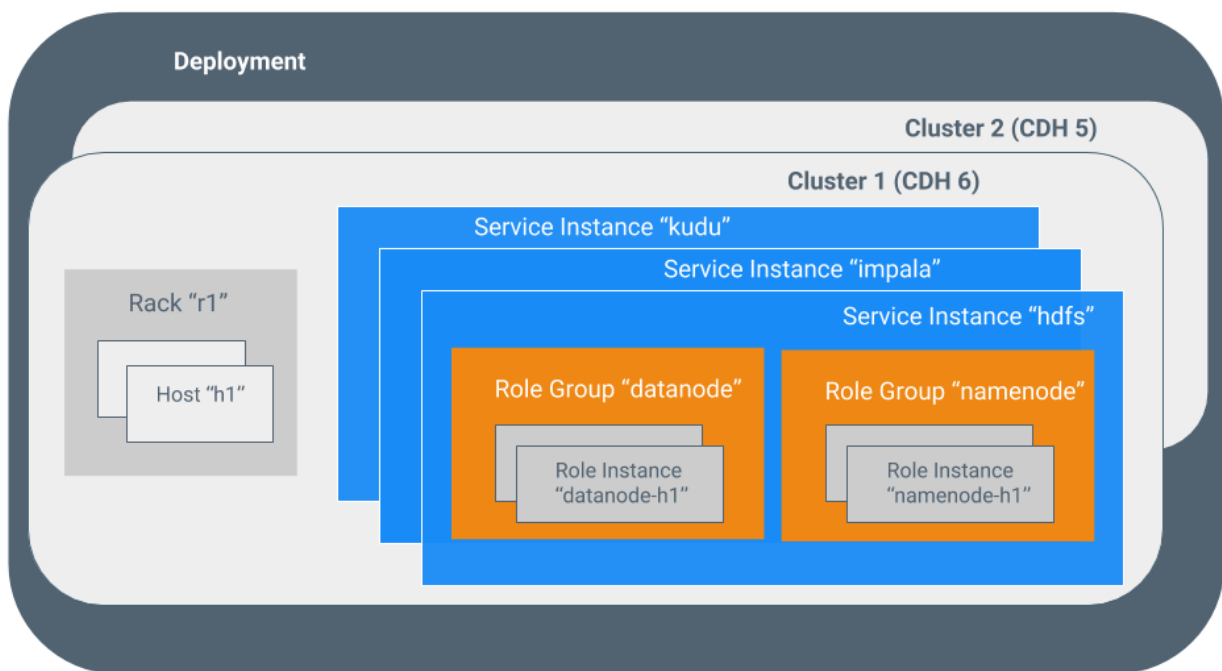 Deployment
Cluster 2 (CDH 5)
Cluster 1 (CDH 6)
Service Instance “kudu”
Service Instance “impala”
Service Instance “hdfs”
Rack “r1”
Host “h1”
Role Group “datanode”
Role Instance
“datanode-h1”
Role Group “namenode”
Role Instance
“namenode-h1”